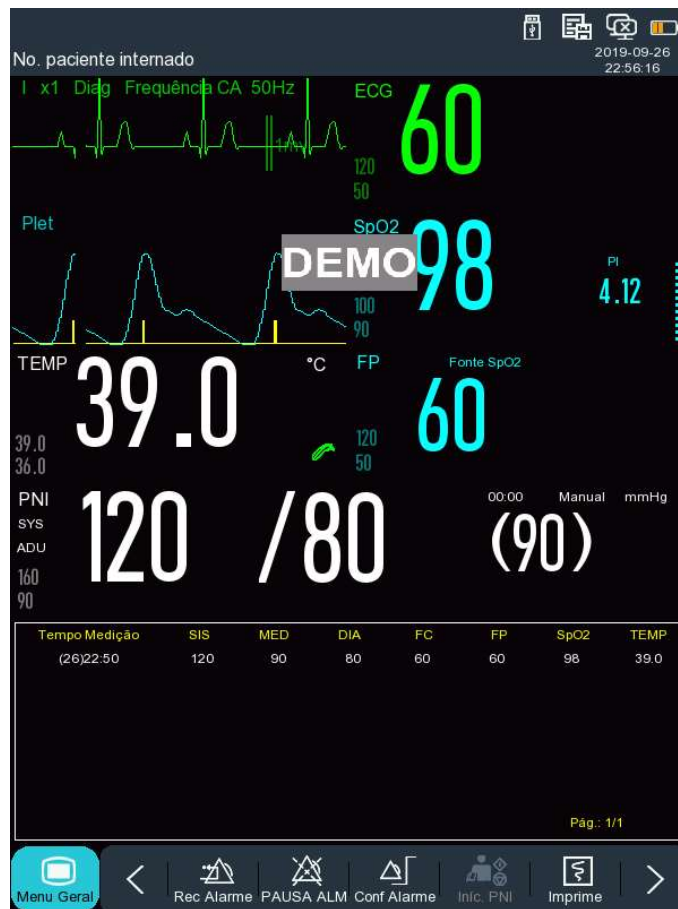 No. paciente internado
2019-09-26
22:56:16
I x1 Diag Frequência CA 50Hz
ECG
60
120
50
Plet
SpO2
98
100
90
PI
4.12
DEMO
TEMP
39.0
°C
39.0
36.0
FP
Fonte SpO2
60
120
50
PNI
SYS
ADU
160
90
120 /80
00:00 Manual mmHg
(90)
Tempo Medição SIS MED DIA FC FP SpO2 TEMP
(26)22:50 120 90 80 60 60 98 39.0
Pág.: 1/1
Menu Geral
Rec Alarme
PAUSA ALM
Conf Alarme
Iníc. PNI
Imprime